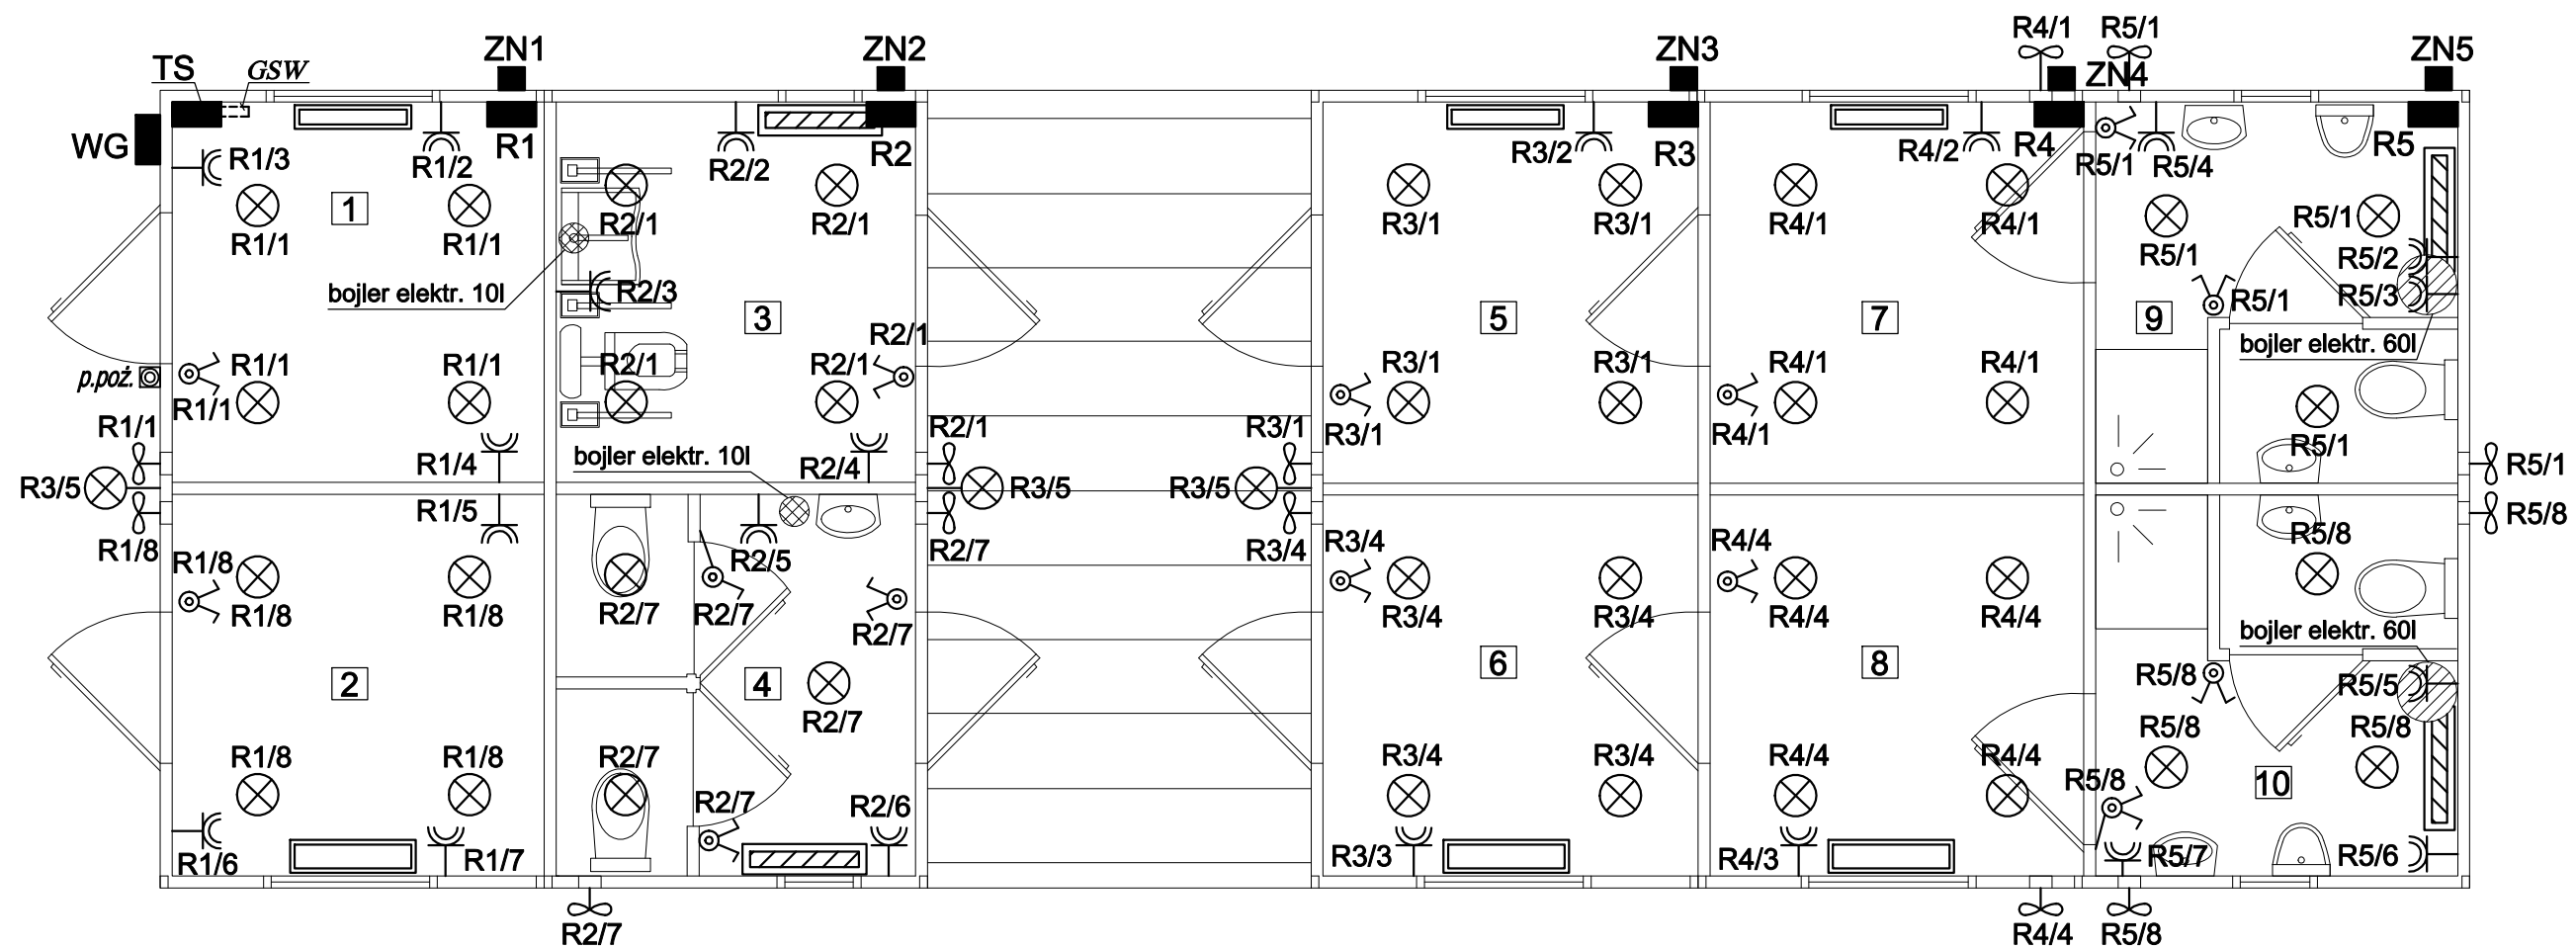 R4/1 R5/1
ZN1 ZN2 ZN3 ZN4 ZN5
TS GSW
WG R1 R2 R3 R4 R5
R1/3 R1/2 R2/2 R3/2 R4/2 R5/1 R5/4
1
R1/1 R1/1 R2/1 R2/1 R3/1 R3/1 R4/1 R4/1 R5/1 R5/1
R5/2
bojler elektr. 10l R2/3 R5/1 R5/3
3 5 7 9
R2/1 bojler elektr. 60l
R1/1 R1/1 R2/1 R2/1 R3/1 R3/1 R4/1 R4/1
p.poż. R1/1
R1/1 R2/1 R3/1 R3/1 R4/1 R5/1
R1/4 bojler elektr. 10l R2/4 R5/1
R3/5 R3/5 R3/5
R1/5 R5/8
R1/8 R2/7 R3/4 R3/4 R4/4 R5/8
R1/8 R2/5
R1/8 R1/8 R2/7 R2/7 R2/7 R3/4 R3/4 R4/4 R4/4
bojler elektr. 60l
2 4 6 8
R5/8 R5/5
R2/7
R1/8 R1/8 R2/7 R3/4 R3/4 R4/4 R4/4 R5/8 R5/8
10
R2/7 R2/6 R5/8
R1/6 R1/7 R3/3 R4/3 R5/7 R5/6
R2/7 R4/4 R5/8